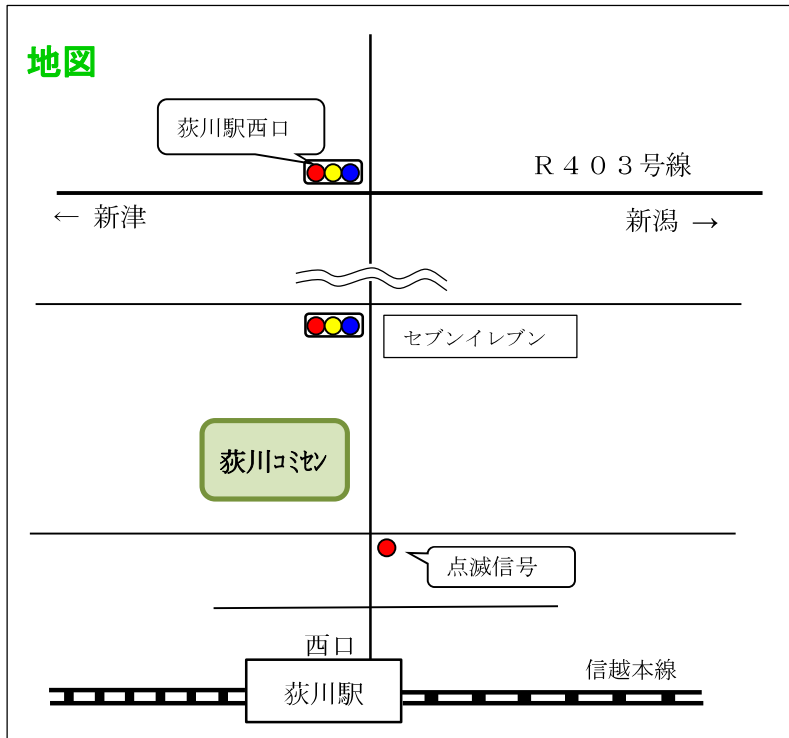 地図
荻川駅西口
Ｒ４０３号線
← 新津
新潟 →
セブンイレブン
荻川ｺﾐｾﾝ
点滅信号
西口
荻川駅
信越本線